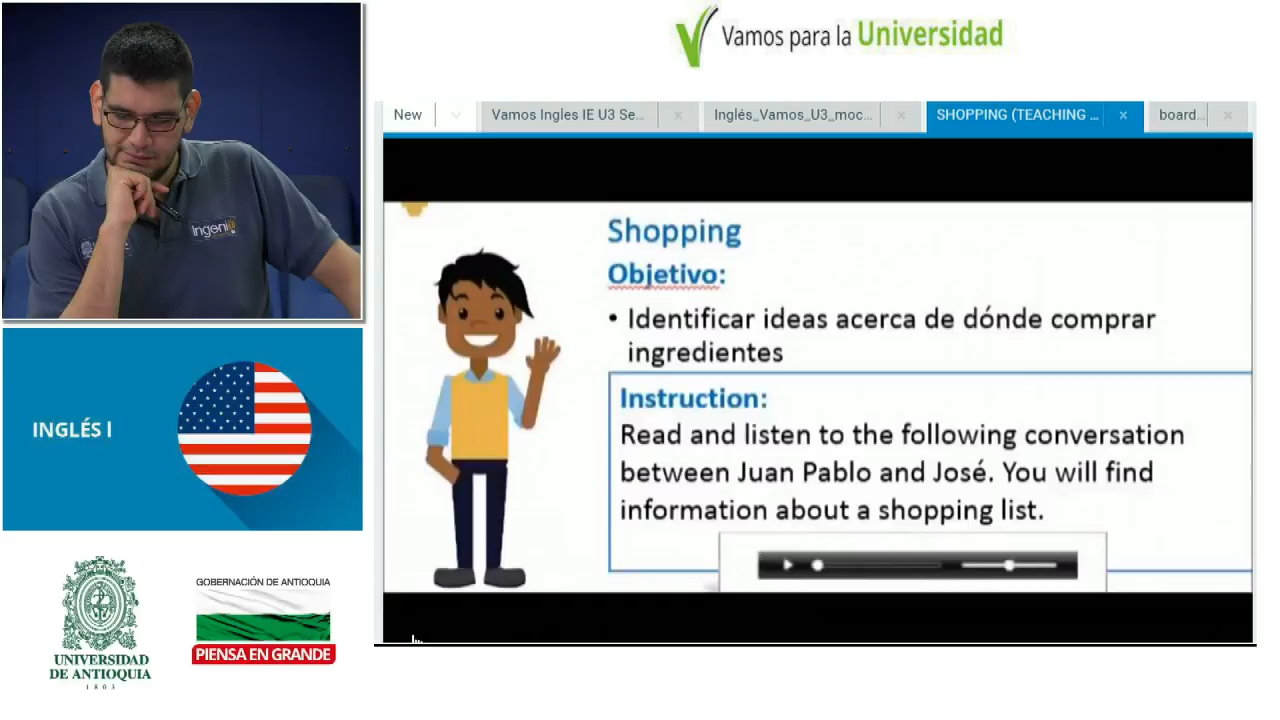 Vamos para la Universidad
New
Vamos Ingles IE U3 Se...
Inglés_Vamos_U3_moc...
SHOPPING (TEACHING ...
board...
ingeni@
Shopping
Objetivo:
• Identificar ideas acerca de dónde comprar
ingredientes
Instruction:
Read and listen to the following conversation
between Juan Pablo and José. You will find
information about a shopping list.
INGLÉS I
UNIVERSIDAD
DE ANTIOQUIA
1803
GOBERNACIÓN DE ANTIOQUIA
PIENSA EN GRANDE